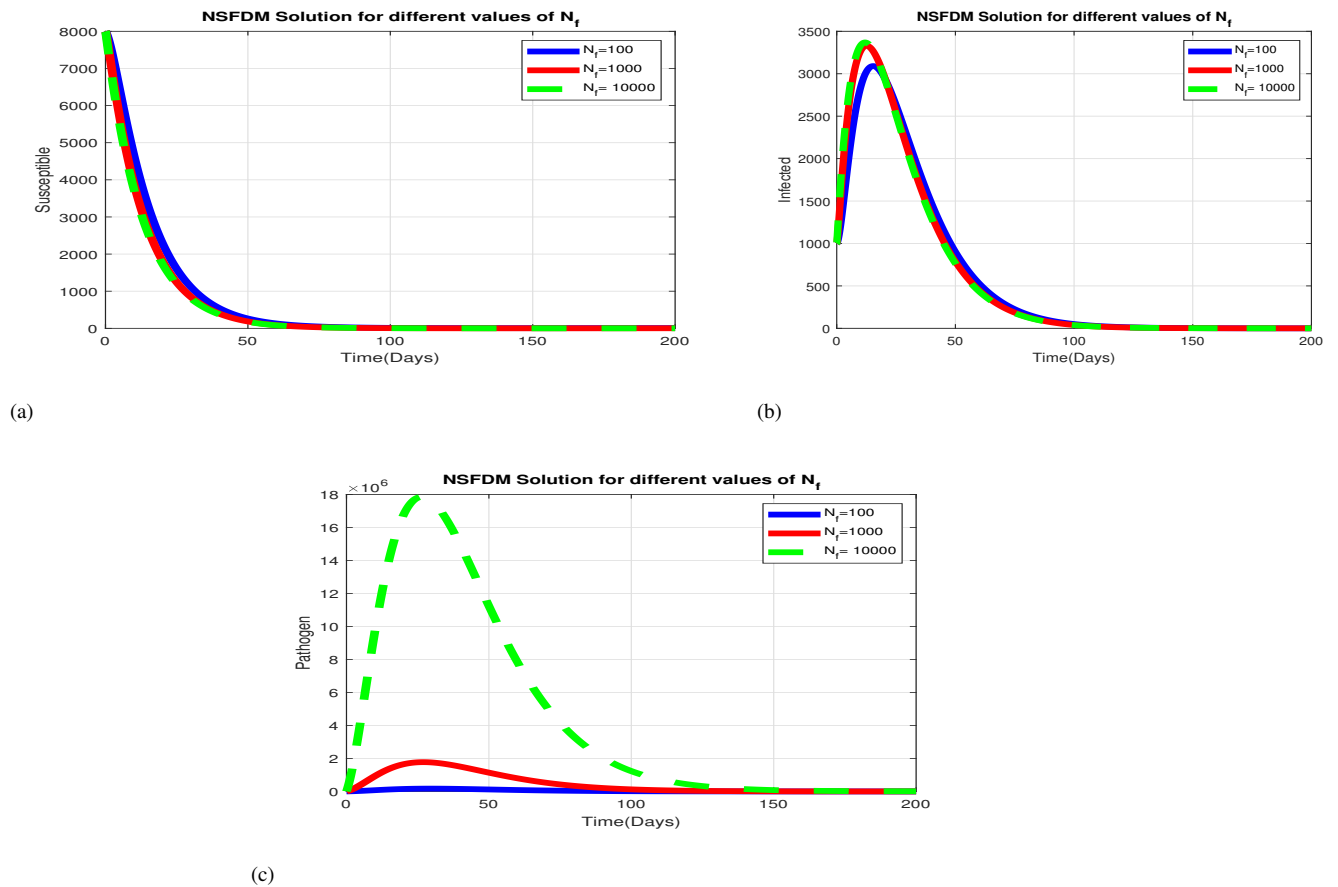 NSFDM Solution for different values of N_f
8000
7000
6000
5000
4000
3000
2000
1000
0
Susceptible
N_f=100
N_f=1000
N_f= 10000
0 50 100 150 200
Time(Days)
(a)
NSFDM Solution for different values of N_f
3500
3000
2500
2000
1500
1000
500
0
Infected
N_f=100
N_f=1000
N_f= 10000
0 50 100 150 200
Time(Days)
(b)
NSFDM Solution for different values of N_f
×10^6
18
16
14
12
10
8
6
4
2
0
Pathogen
N_f=100
N_f=1000
N_f= 10000
0 50 100 150 200
Time(Days)
(c)